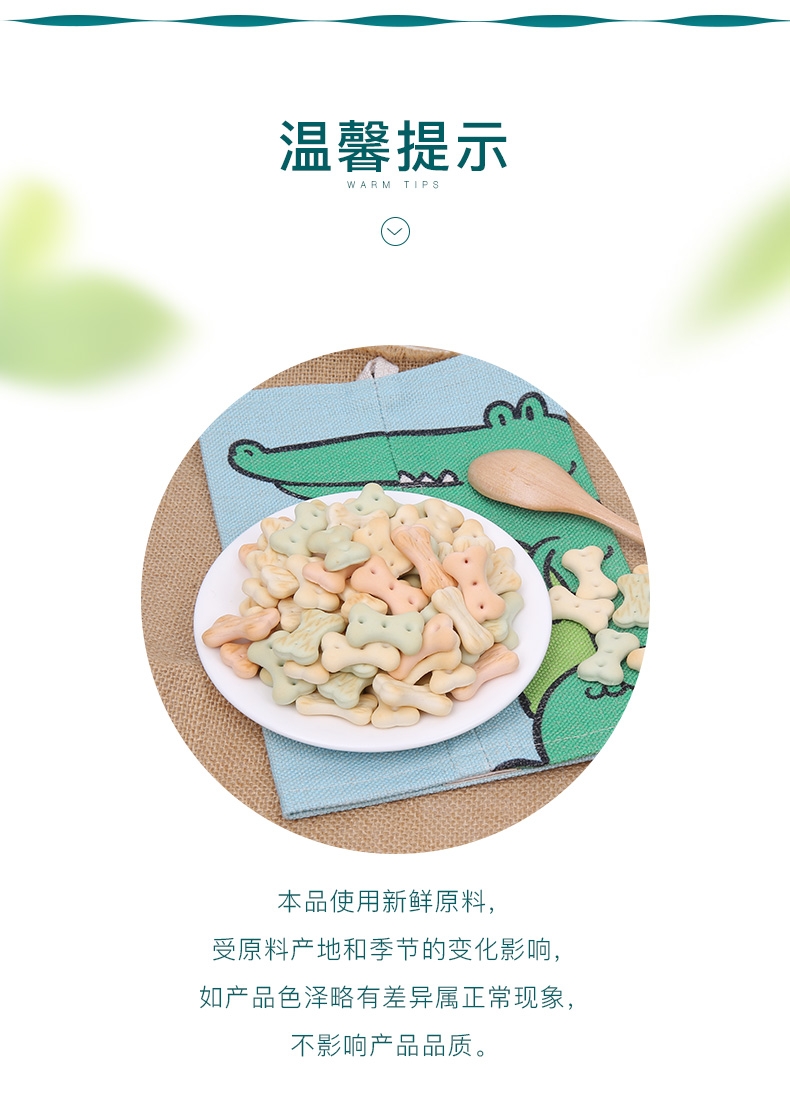 温馨提示
WARM TIPS
本品使用新鲜原料，
受原料产地和季节的变化影响，
如产品色泽略有差异属正常现象，
不影响产品品质。